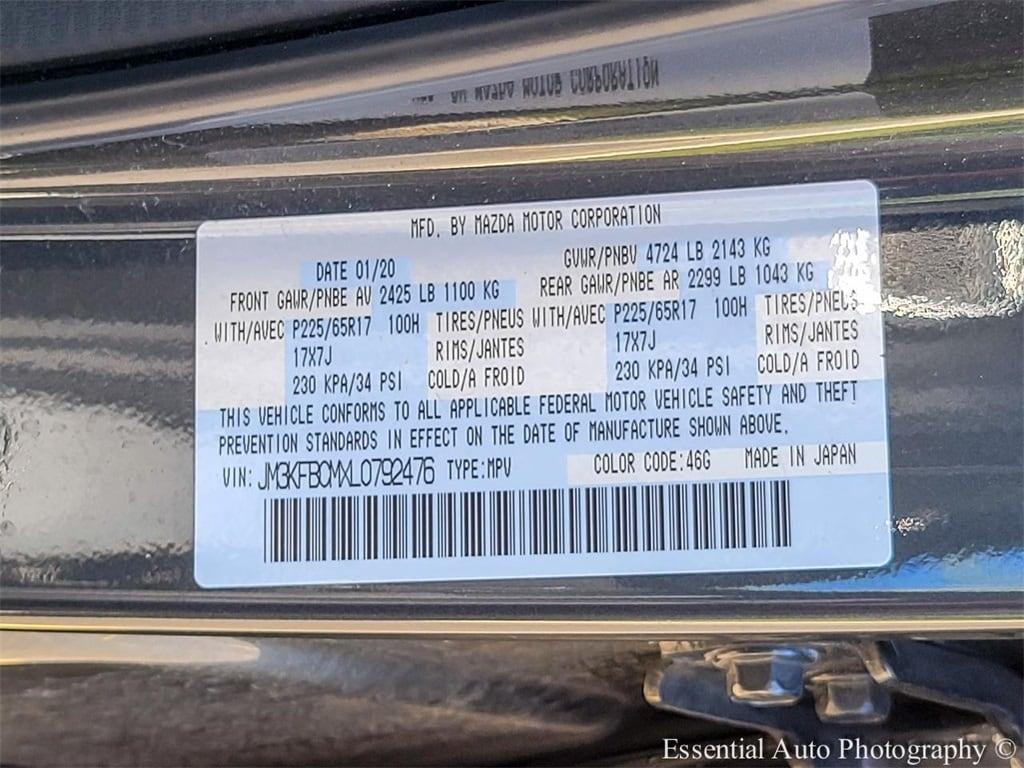 MFD. BY MAZDA MOTOR CORPORATION
DATE 01/20 GVWR/PNBV 4724 LB 2143 KG
FRONT GAWR/PNBE AV 2425 LB 1100 KG REAR GAWR/PNBE AR 2299 LB 1043 KG
WITH/AVEC P225/65R17 100H TIRES/PNEUS WITH/AVEC P225/65R17 100H TIRES/PNEUS
17X7J RIMS/JANTES 17X7J RIMS/JANTES
230 KPA/34 PSI COLD/A FROID 230 KPA/34 PSI COLD/A FROID
THIS VEHICLE CONFORMS TO ALL APPLICABLE FEDERAL MOTOR VEHICLE SAFETY AND THEFT
PREVENTION STANDARDS IN EFFECT ON THE DATE OF MANUFACTURE SHOWN ABOVE.
VIN: JM3KFBCMXL0792476 TYPE:MPV COLOR CODE:46G MADE IN JAPAN
Essential Auto Photography ©